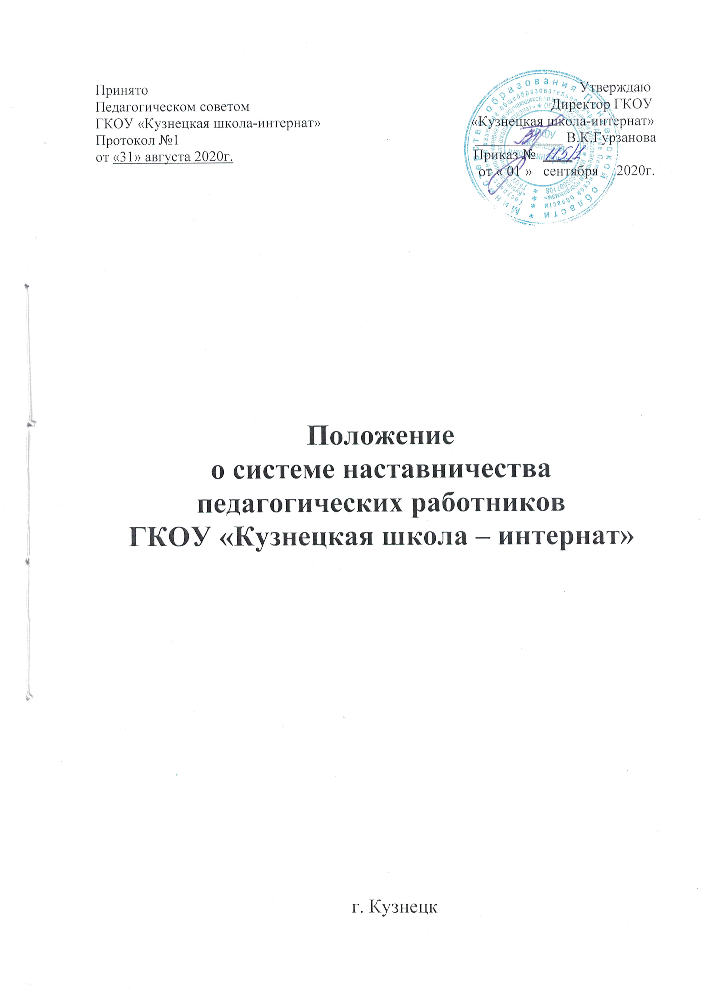 Принято
Педагогическом советом
ГКОУ «Кузнецкая школа-интернат»
Протокол №1
от «31» августа 2020г.
Утверждаю
Директор ГКОУ
«Кузнецкая школа-интернат»
В.К.Гурзанова
Приказ № 115/1
от « 01 » сентября 2020г.
Министерство образования Пензенской области
Положение
о системе наставничества
педагогических работников
ГКОУ «Кузнецкая школа – интернат»
г. Кузнецк